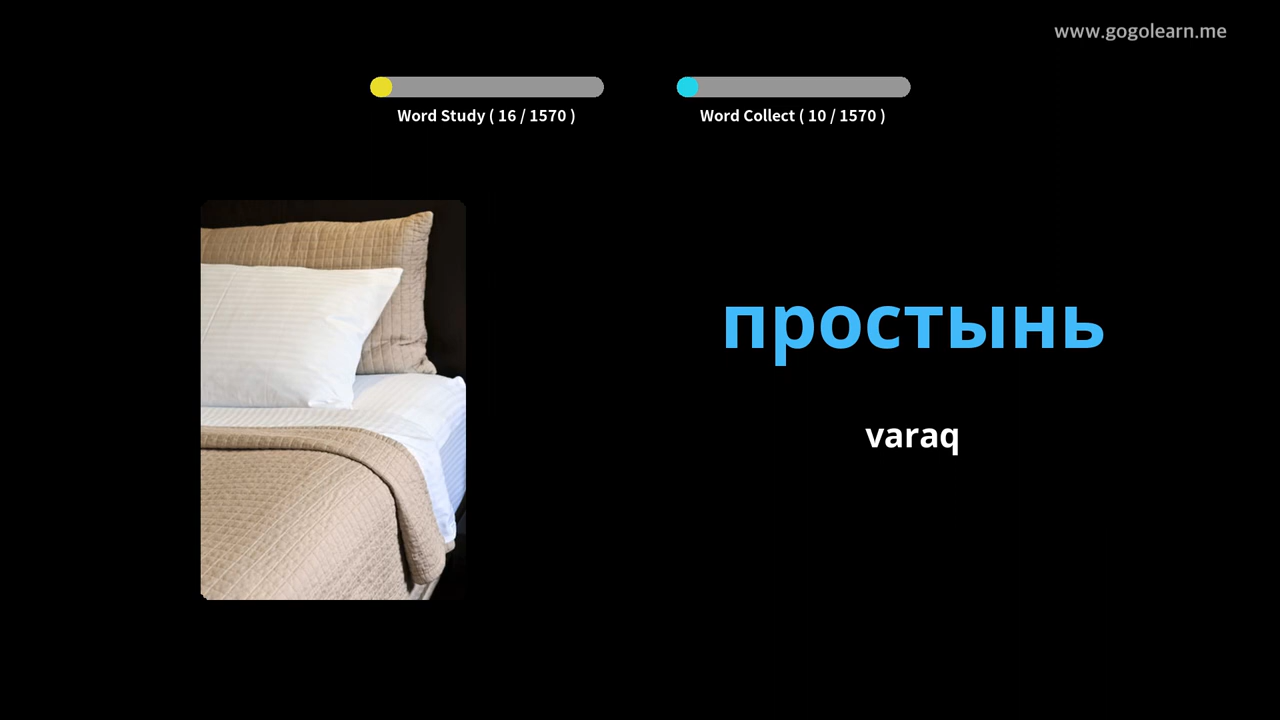 www.gogolearn.me
Word Study ( 16 / 1570 )
Word Collect ( 10 / 1570 )
простынь
varaq